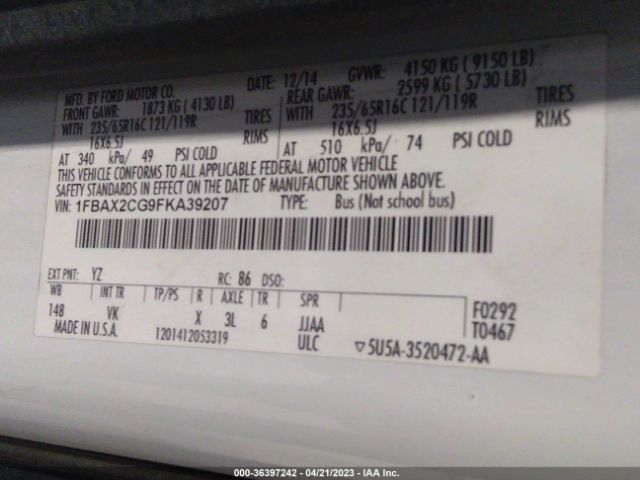 MFD. BY FORD MOTOR CO. DATE: 12/14 GVWR: 4150 KG ( 9150 LB)
FRONT GAWR: 1873 KG ( 4130 LB) REAR GAWR: 2599 KG ( 5730 LB)
WITH 235/65R16C 121/119R TIRES WITH 235/65R16C 121/119R TIRES
16X6.5J RIMS 16X6.5J RIMS
AT 340 kPa/ 49 PSI COLD AT 510 kPa/ 74 PSI COLD
THIS VEHICLE CONFORMS TO ALL APPLICABLE FEDERAL MOTOR VEHICLE
SAFETY STANDARDS IN EFFECT ON THE DATE OF MANUFACTURE SHOWN ABOVE.
VIN: 1FBAX2CG9FKA39207 TYPE: Bus (Not school bus)
EXT PNT: YZ RC: 86 DSO:
WB INT TR TP/PS R AXLE TR SPR
148 VK X 3L 6 JJAA F0292
MADE IN U.S.A. 1201412053319 ULC T0467
▽5U5A-3520472-AA
000-36397242 - 04/21/2023 - IAA Inc.